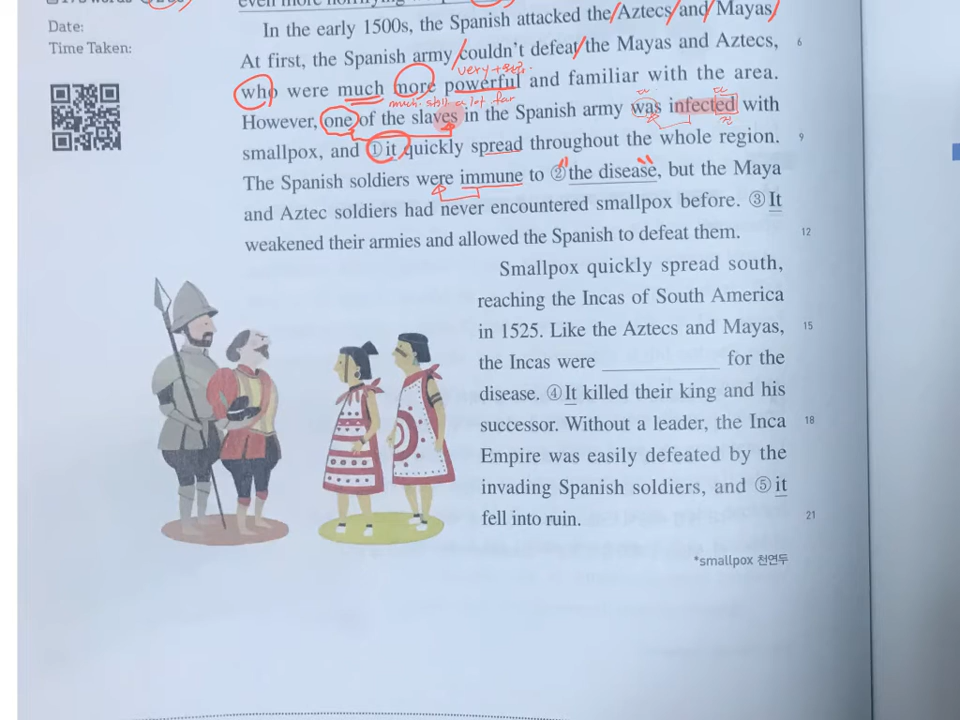 even more horrifying
Date:
Time Taken:
In the early 1500s, the Spanish attacked the Aztecs and Mayas.
At first, the Spanish army couldn't defeat the Mayas and Aztecs, 6
very
who were much more powerful and familiar with the area.
much still a lot far
However, one of the slaves in the Spanish army was infected with
smallpox, and ① it quickly spread throughout the whole region. 9
The Spanish soldiers were immune to ② the disease, but the Maya
and Aztec soldiers had never encountered smallpox before. ③ It
weakened their armies and allowed the Spanish to defeat them. 12
Smallpox quickly spread south,
reaching the Incas of South America
in 1525. Like the Aztecs and Mayas, 15
the Incas were __________ for the
disease. ④ It killed their king and his
successor. Without a leader, the Inca 18
Empire was easily defeated by the
invading Spanish soldiers, and ⑤ it
fell into ruin. 21
*smallpox 천연두